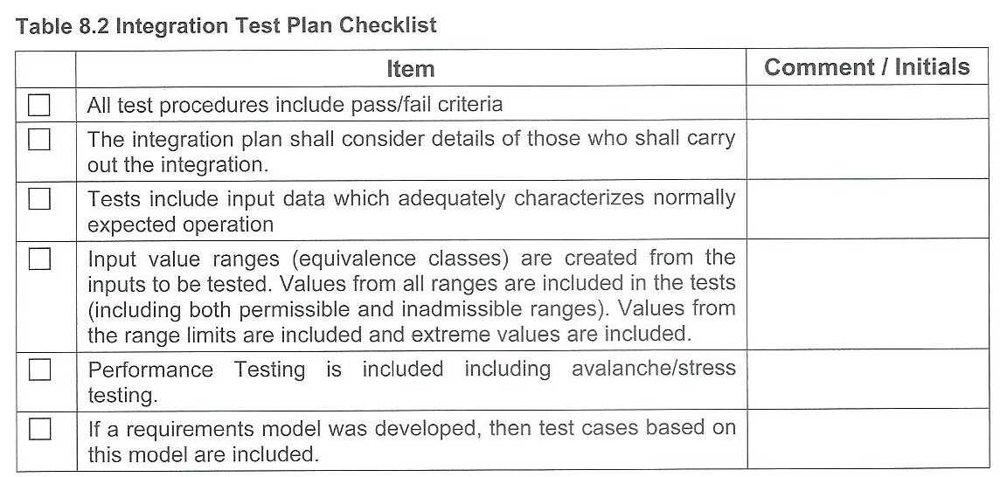 Table 8.2 Integration Test Plan Checklist
Item
Comment / Initials
All test procedures include pass/fail criteria
The integration plan shall consider details of those who shall carry
out the integration.
Tests include input data which adequately characterizes normally
expected operation
Input value ranges (equivalence classes) are created from the
inputs to be tested. Values from all ranges are included in the tests
(including both permissible and inadmissible ranges). Values from
the range limits are included and extreme values are included.
Performance Testing is included including avalanche/stress
testing.
If a requirements model was developed, then test cases based on
this model are included.